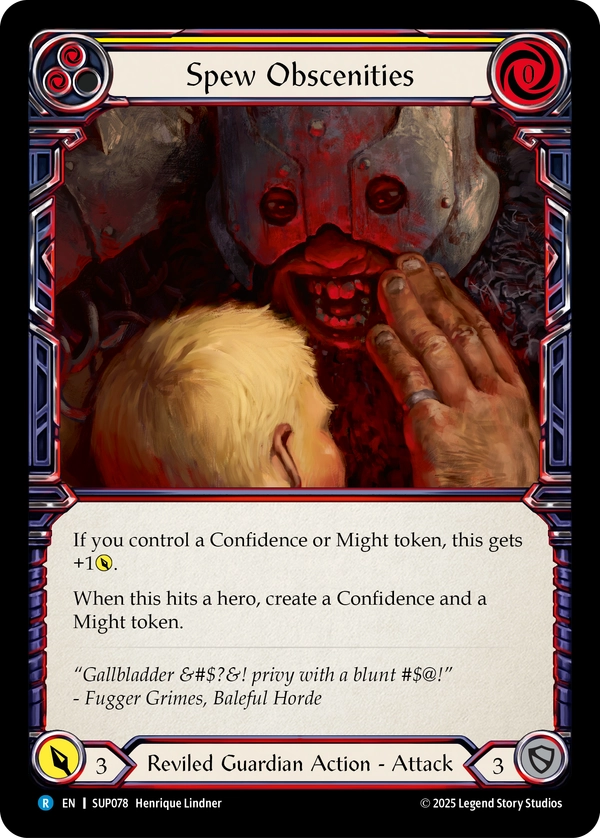 Spew Obscenities
0
If you control a Confidence or Might token, this gets
+1.
When this hits a hero, create a Confidence and a
Might token.
“Gallbladder &#$?&! privy with a blunt #$@!”
- Fugger Grimes, Baleful Horde
3
Reviled Guardian Action - Attack
3
R EN | SUP078 Henrique Lindner
© 2025 Legend Story Studios